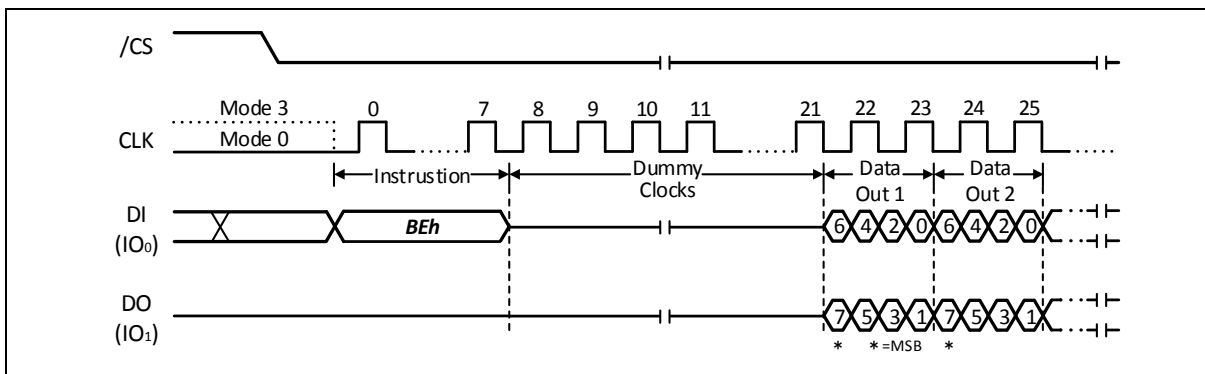 /CS
Mode 3 0 7 8 9 10 11 21 22 23 24 25
CLK Mode 0
Instrustion Dummy Clocks Data Out 1 Data Out 2
DI (IO0) BEh 6 4 2 0 6 4 2 0
DO (IO1) 7 5 3 1 7 5 3 1
* * =MSB *